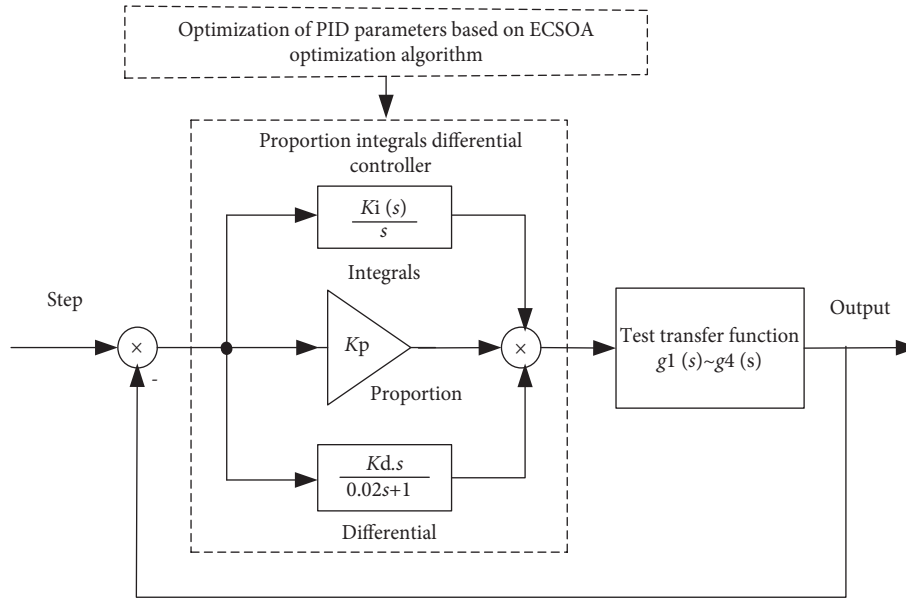 Optimization of PID parameters based on ECSOA
optimization algorithm
Proportion integrals differential
controller
Ki (s)
s
Integrals
Step
×
-
Kp
Proportion
×
Test transfer function
g1 (s)~g4 (s)
Output
Kd.s
0.02s+1
Differential